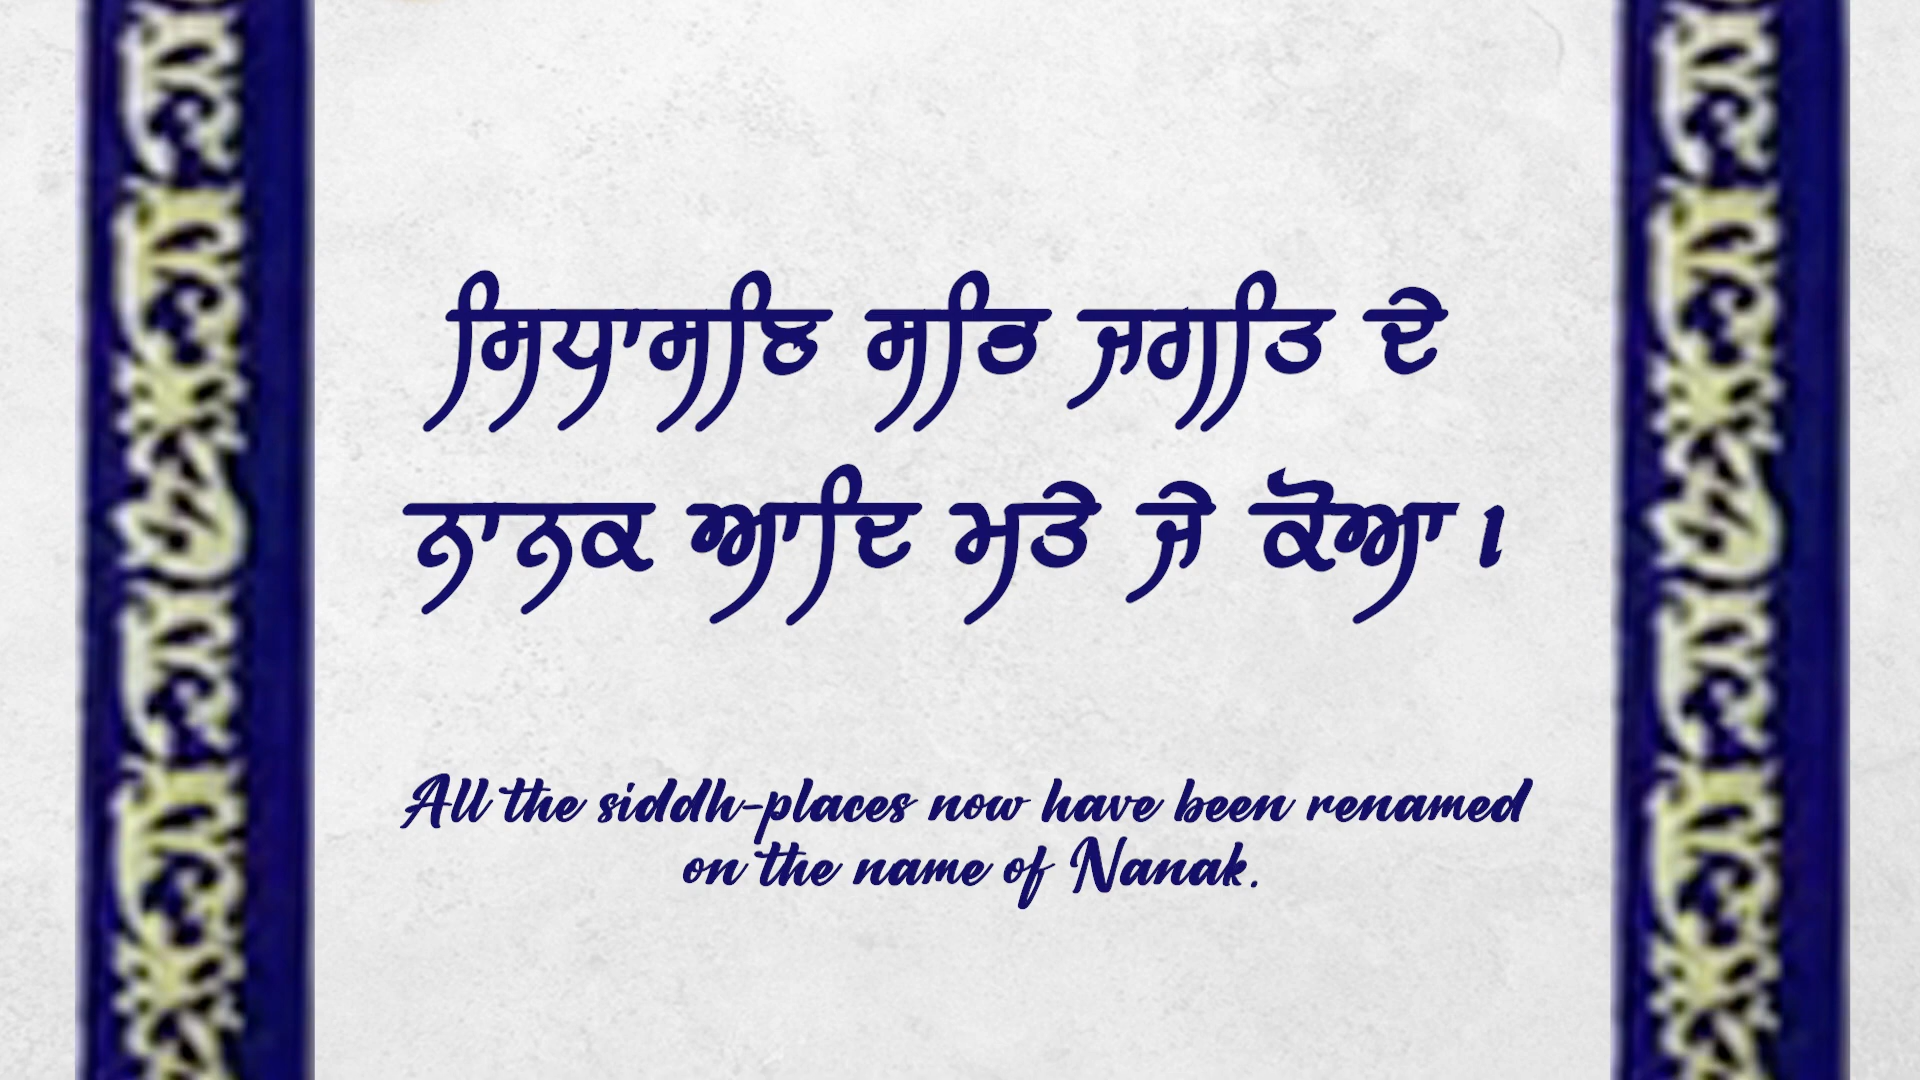 ਸਿਧਾਸਣਿ ਸਭਿ ਜਗਤਿ ਦੇ
ਨਾਨਕ ਆਦਿ ਮਤੇ ਜੇ ਕੋਆ।
All the siddh-places now have been renamed
on the name of Nanak.